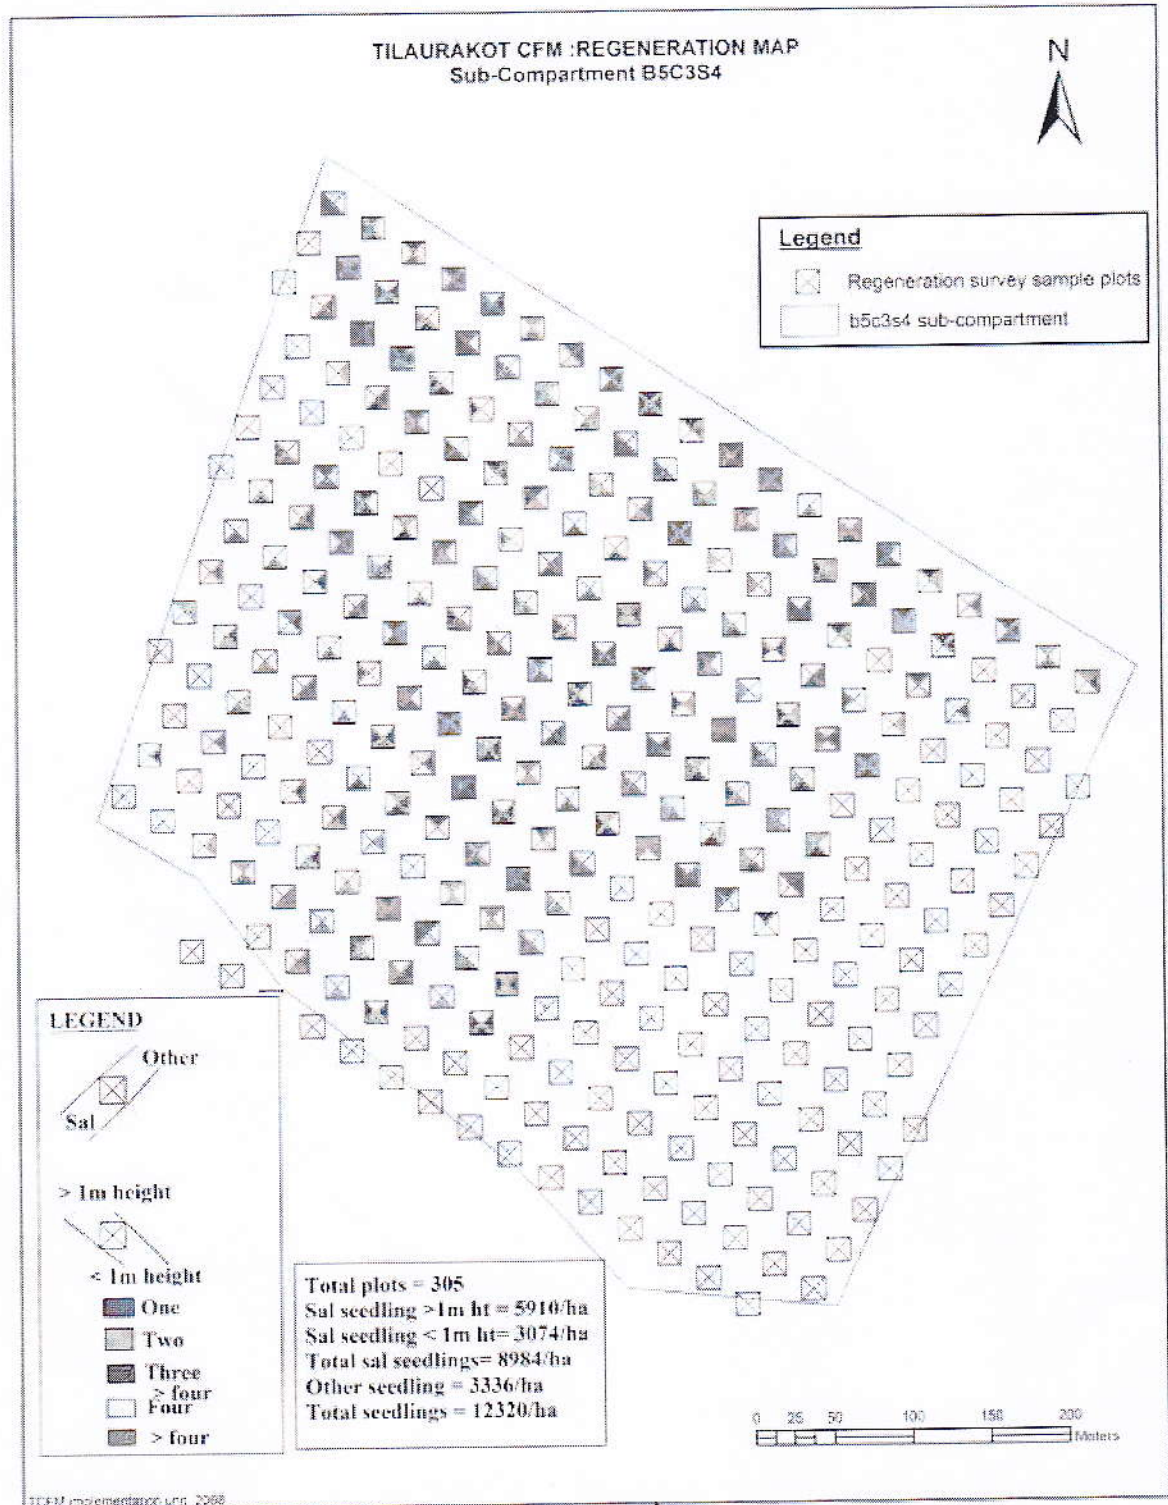 TILAURAKOT CFM :REGENERATION MAP
Sub-Compartment B5C3S4
N
Legend
Regeneration survey sample plots
b5c3s4 sub-compartment
LEGEND
Other
Sal
> 1m height
< 1m height
One
Two
Three
> four
Four
> four
Total plots = 305
Sal seedling >1m ht = 5910/ha
Sal seedling < 1m ht= 3074/ha
Total sal seedlings= 8984/ha
Other seedling = 3336/ha
Total seedlings = 12320/ha
0 25 50 100 150 200
Meters
implementation unit, 2068